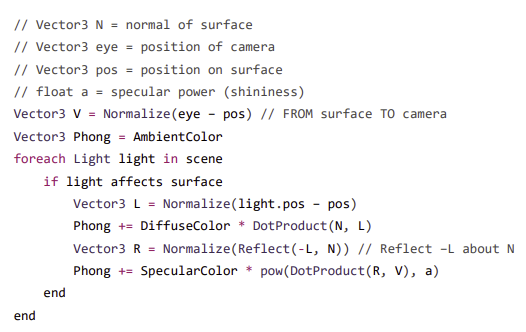 // Vector3 N = normal of surface
// Vector3 eye = position of camera
// Vector3 pos = position on surface
// float a = specular power (shininess)
Vector3 V = Normalize(eye – pos) // FROM surface TO camera
Vector3 Phong = AmbientColor
foreach Light light in scene
    if light affects surface
        Vector3 L = Normalize(light.pos – pos)
        Phong += DiffuseColor * DotProduct(N, L)
        Vector3 R = Normalize(Reflect(-L, N)) // Reflect –L about N
        Phong += SpecularColor * pow(DotProduct(R, V), a)
    end
end